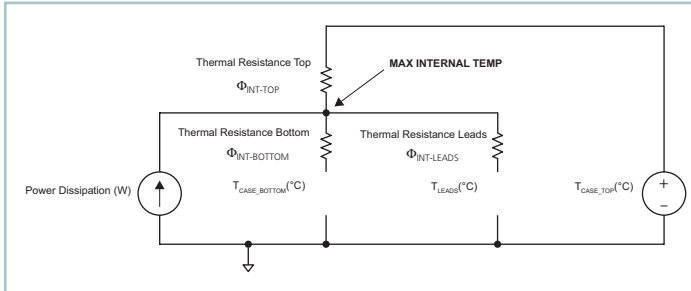 Thermal Resistance Top
ΦINT-TOP
MAX INTERNAL TEMP
Thermal Resistance Bottom
ΦINT-BOTTOM
Thermal Resistance Leads
ΦINT-LEADS
Power Dissipation (W)
TCASE_BOTTOM(°C)
TLEADS(°C)
TCASE_TOP(°C)
+
–